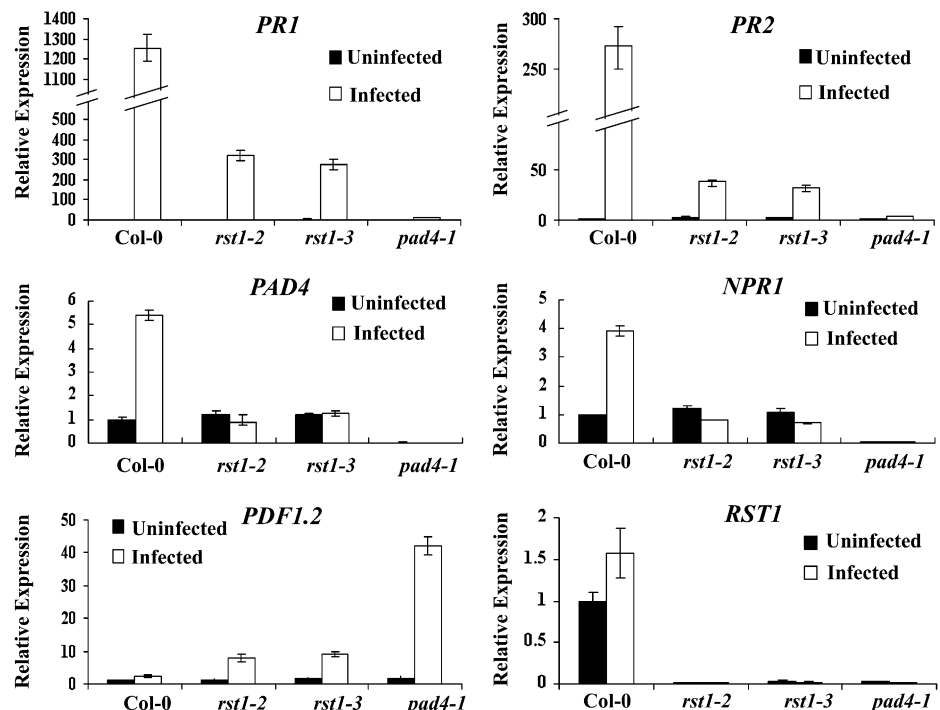 PR1
Relative Expression
1400
1300
1200
1100
500
400
300
200
100
0
Uninfected
Infected
Col-0 rst1-2 rst1-3 pad4-1
PR2
Relative Expression
300
250
50
0
Uninfected
Infected
Col-0 rst1-2 rst1-3 pad4-1
PAD4
Relative Expression
6
5
4
3
2
1
0
Uninfected
Infected
Col-0 rst1-2 rst1-3 pad4-1
NPR1
Relative Expression
5
4
3
2
1
0
Uninfected
Infected
Col-0 rst1-2 rst1-3 pad4-1
PDF1.2
Relative Expression
50
40
30
20
10
0
Uninfected
Infected
Col-0 rst1-2 rst1-3 pad4-1
RST1
Relative Expression
2
1.5
1
0.5
0
Uninfected
Infected
Col-0 rst1-2 rst1-3 pad4-1